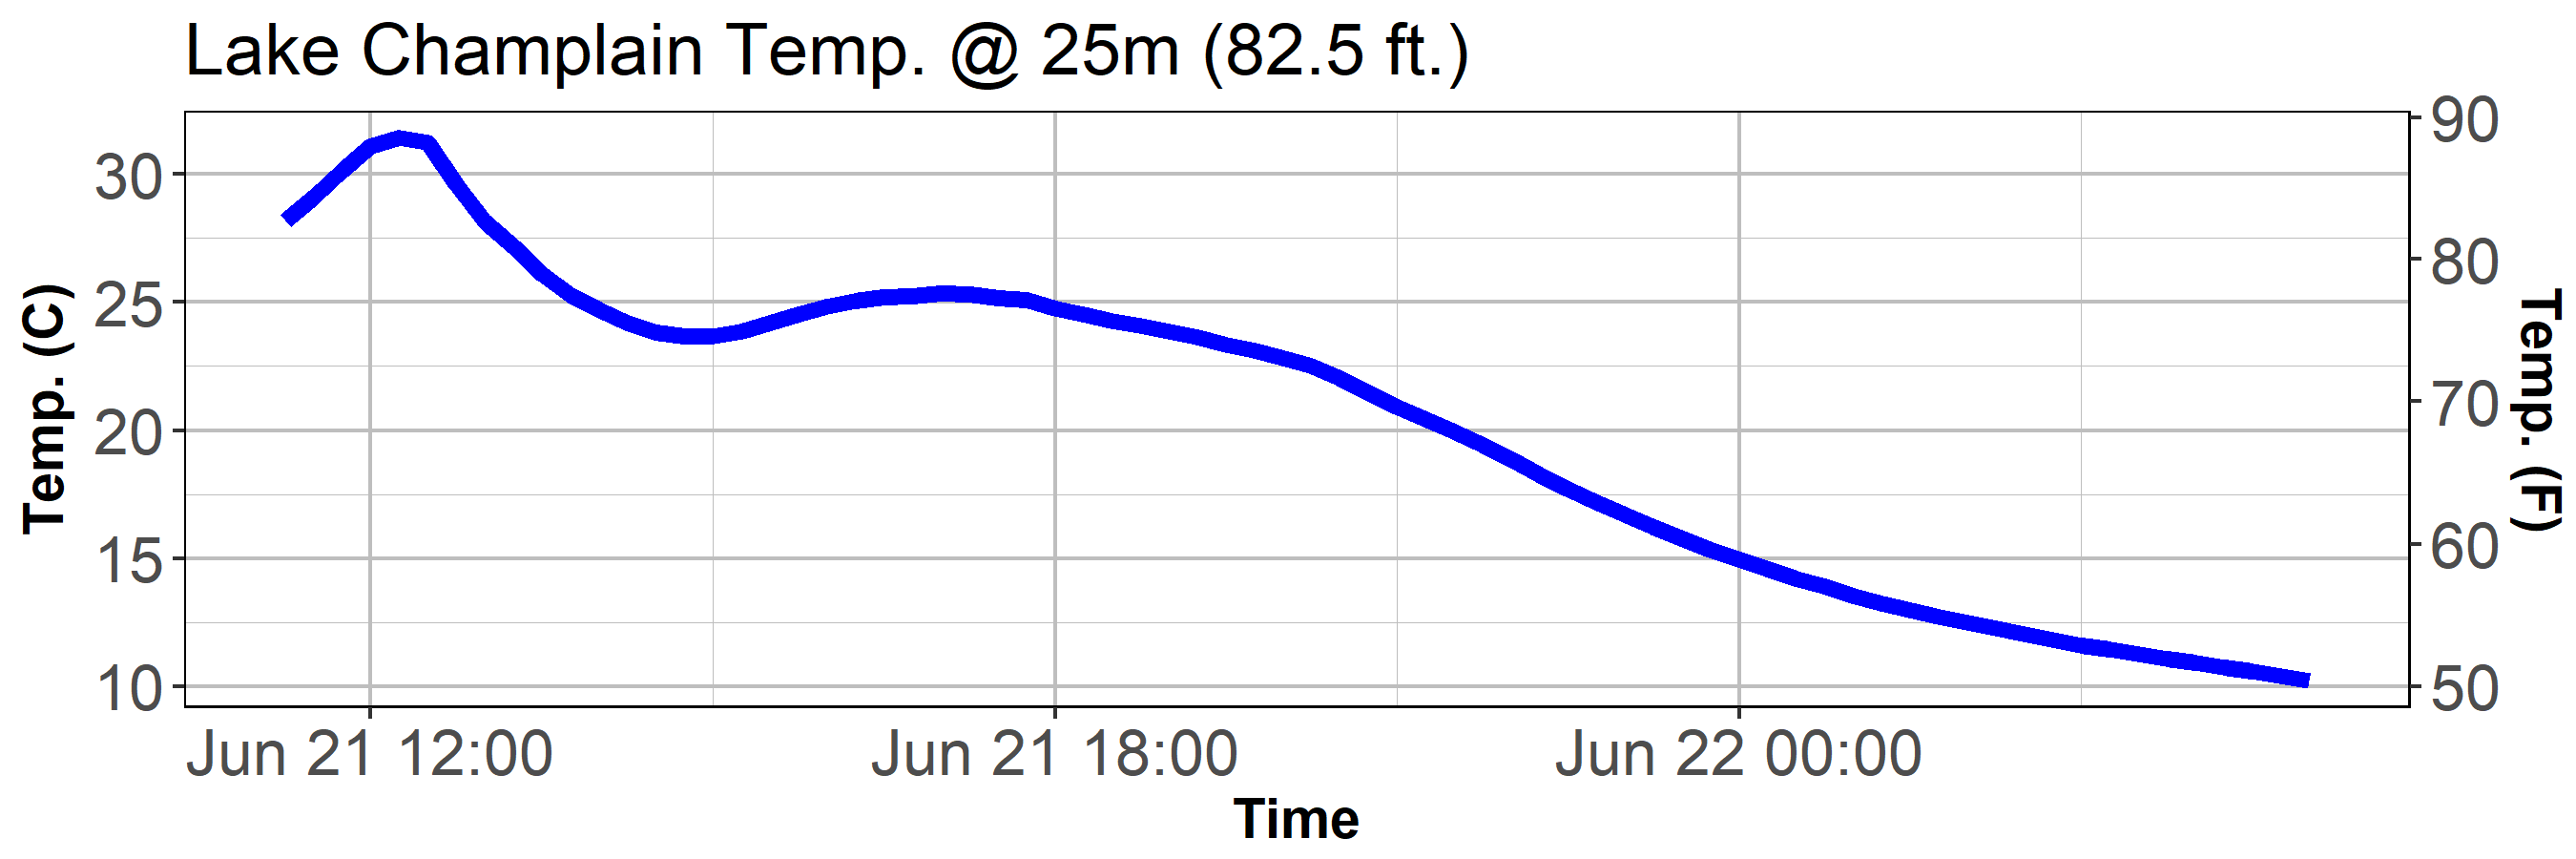 Lake Champlain Temp. @ 25m (82.5 ft.)
Temp. (C)
30
25
20
15
10
90
80
70
60
50
Temp. (F)
Jun 21 12:00
Jun 21 18:00
Jun 22 00:00
Time